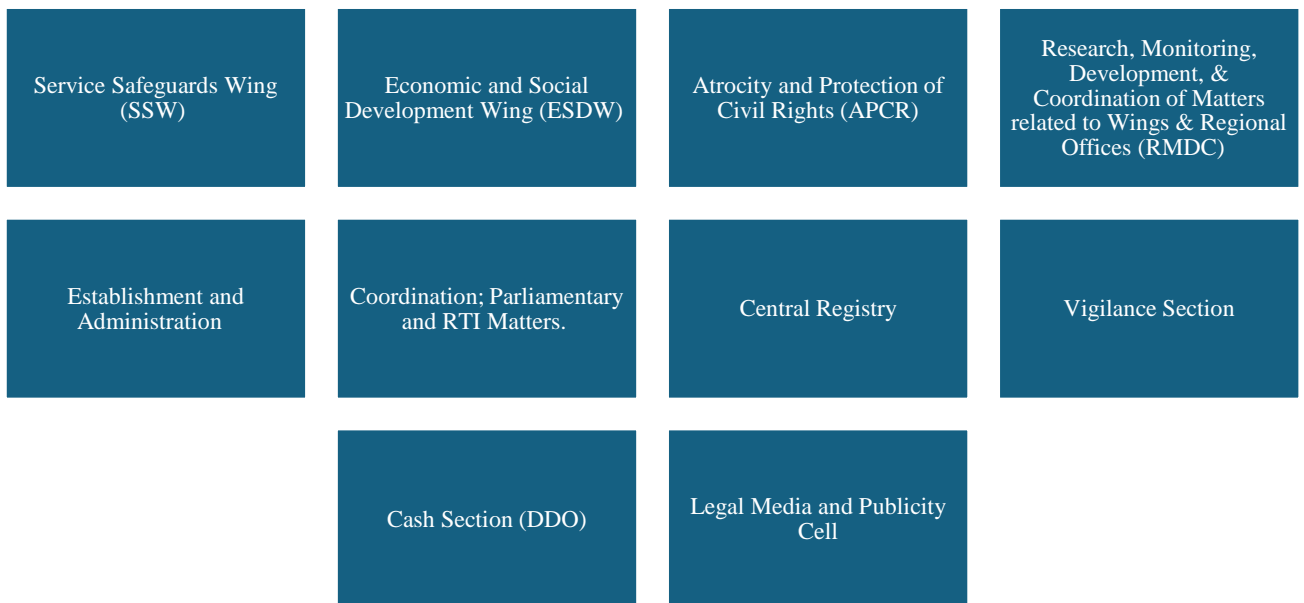 Service Safeguards Wing
(SSW)
Economic and Social
Development Wing (ESDW)
Atrocity and Protection of
Civil Rights (APCR)
Research, Monitoring,
Development, &
Coordination of Matters
related to Wings & Regional
Offices (RMDC)
Establishment and
Administration
Coordination; Parliamentary
and RTI Matters.
Central Registry
Vigilance Section
Cash Section (DDO)
Legal Media and Publicity
Cell